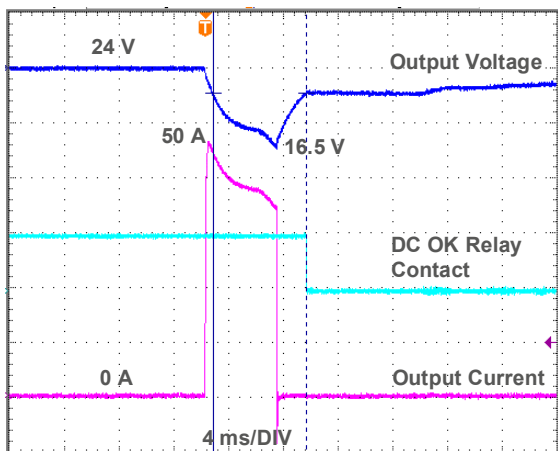 T
24 V
Output Voltage
50 A
16.5 V
DC OK Relay
Contact
0 A
Output Current
4 ms/DIV